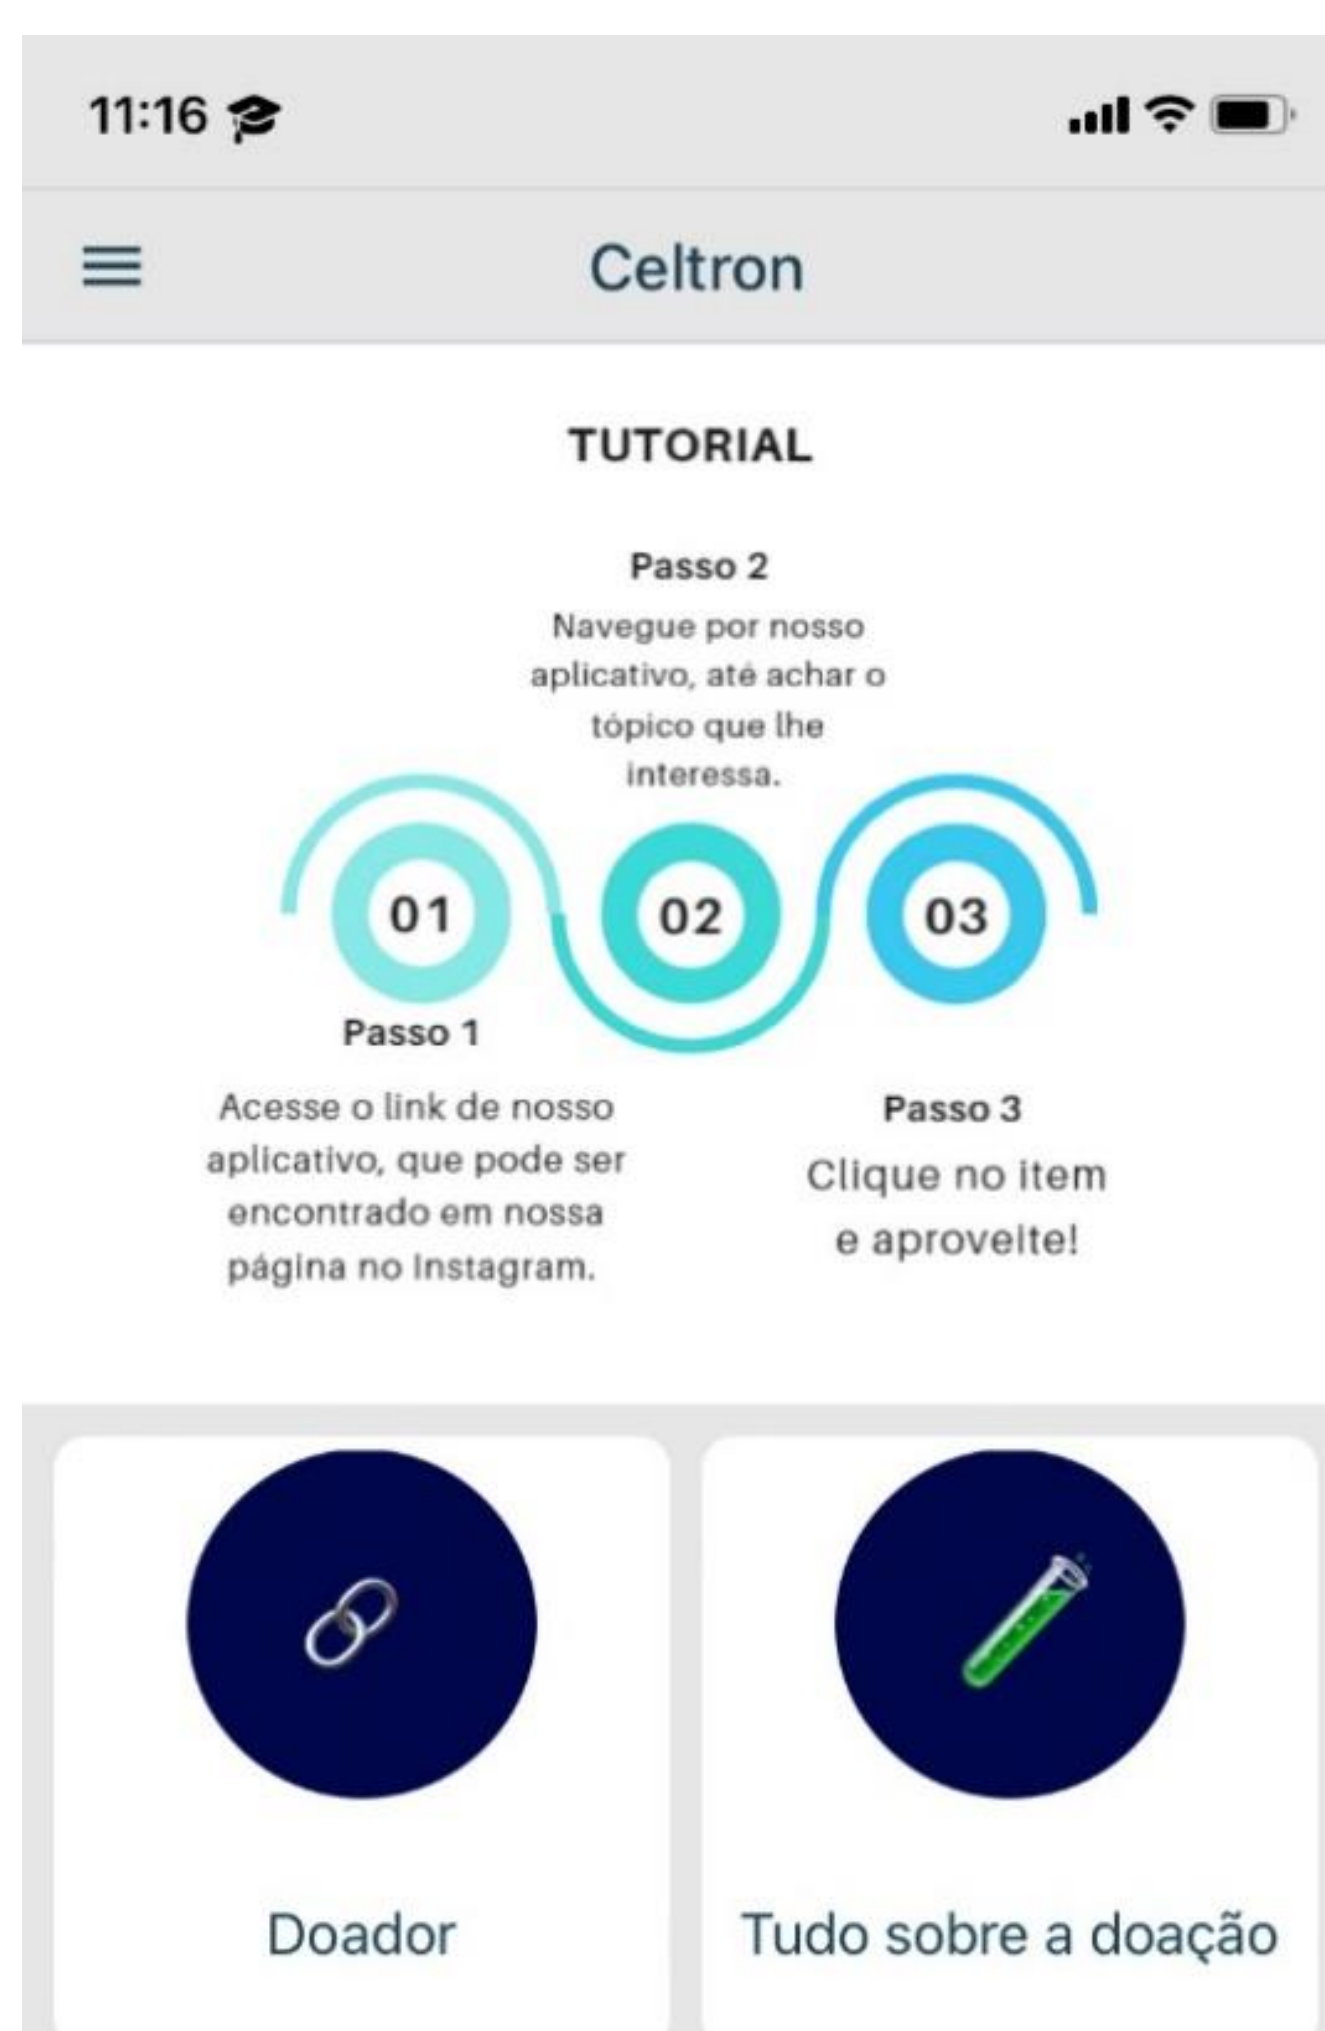 11:16
Celtron
TUTORIAL
Passo 2
Navegue por nosso
aplicativo, até achar o
tópico que lhe
interessa.
01
02
03
Passo 1
Acesse o link de nosso
aplicativo, que pode ser
encontrado em nossa
página no Instagram.
Passo 3
Clique no item
e aproveite!
Doador
Tudo sobre a doação